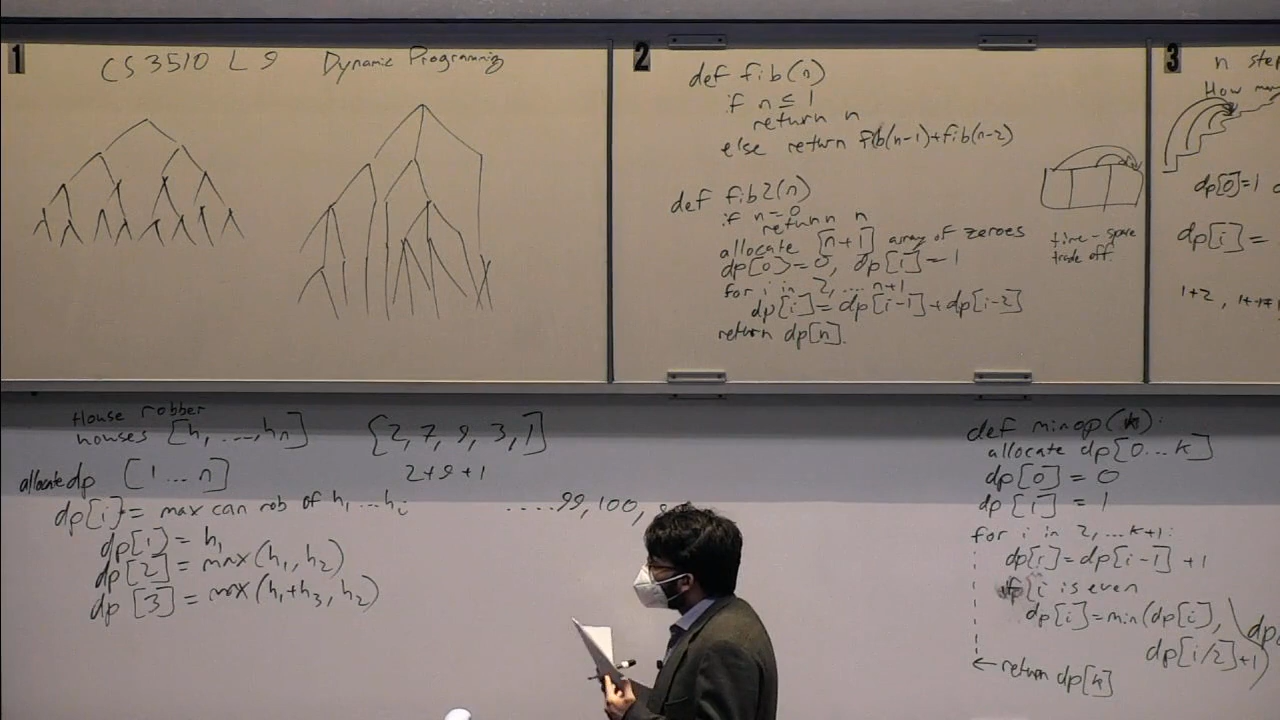 1
CS 3510 L 9 Dynamic Programming
2
def fib(n)
if n ≤ 1
return n
else return fib(n-1)+fib(n-2)
def fib2(n)
if n=0
return n
allocate [n+1] array of zeroes
dp[0]=0, dp[1]=1
for i in 2, ... n+1
dp[i]=dp[i-1]+dp[i-2]
return dp[n].
time-space
trade off.
3
n step
How man
dp[0]=1
dp[i]=
1+2, 1+1+1
House robber
houses [h1, ..., hn]
[2, 7, 9, 3, 1]
2+9+1
allocate dp [1 ... n]
dp[i]= max can rob of h1 ... hi
.....99, 100,
dp[1] = h1
dp[2] = max(h1, h2)
dp[3] = max(h1+h3, h2)
def minop(k):
allocate dp[0...k]
dp[0] = 0
dp[1] = 1
for i in 2, ...k+1:
dp[i]=dp[i-1] +1
if i is even
dp[i]=min(dp[i],
dp[i/2]+1)
return dp[k]